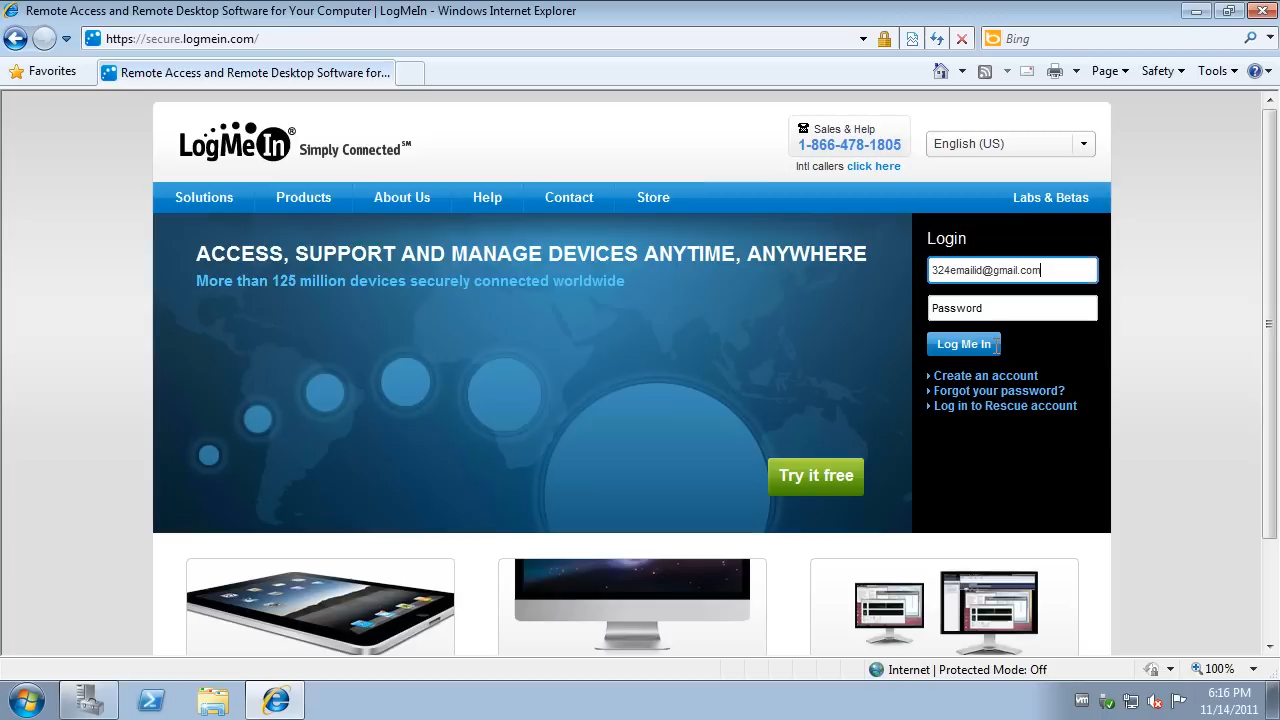 Remote Access and Remote Desktop Software for Your Computer | LogMeIn - Windows Internet Explorer
https://secure.logmein.com/
Bing
Favorites
Remote Access and Remote Desktop Software for...
Page
Safety
Tools
LogMeIn® Simply Connected℠
Sales & Help
1-866-478-1805
Intl callers click here
English (US)
Solutions
Products
About Us
Help
Contact
Store
Labs & Betas
ACCESS, SUPPORT AND MANAGE DEVICES ANYTIME, ANYWHERE
More than 125 million devices securely connected worldwide
Try it free
Login
324emailid@gmail.com
Password
Log Me In
Create an account
Forgot your password?
Log in to Rescue account
Internet | Protected Mode: Off
100%
vm
6:16 PM
11/14/2011